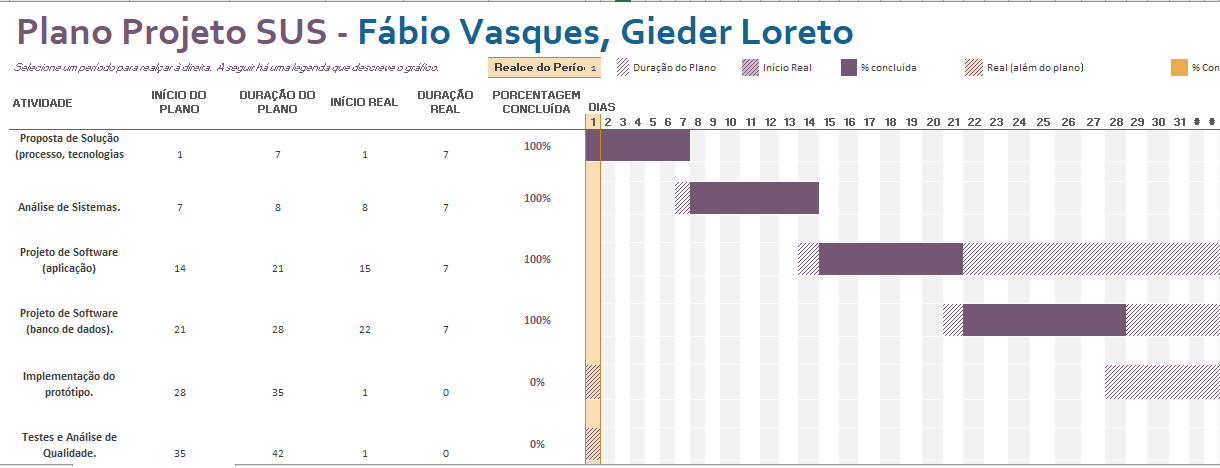 Plano Projeto SUS - Fábio Vasques, Gieder Loreto
Selecione um período para realçar à direita. A seguir há uma legenda que descreve o gráfico.
Realce do Perío 1
Duração do Plano
Início Real
% concluída
Real (além do plano)
% Con
ATIVIDADE
INÍCIO DO
PLANO
DURAÇÃO DO
PLANO
INÍCIO REAL
DURAÇÃO
REAL
PORCENTAGEM
CONCLUÍDA
DIAS
1 2 3 4 5 6 7 8 9 10 11 12 13 14 15 16 17 18 19 20 21 22 23 24 25 26 27 28 29 30 31 # #
Proposta de Solução
(processo, tecnologias
1 7 1 7 100%
Análise de Sistemas.
7 8 8 7 100%
Projeto de Software
(aplicação)
14 21 15 7 100%
Projeto de Software
(banco de dados).
21 28 22 7 100%
Implementação do
protótipo.
28 35 1 0 0%
Testes e Análise de
Qualidade.
35 42 1 0 0%